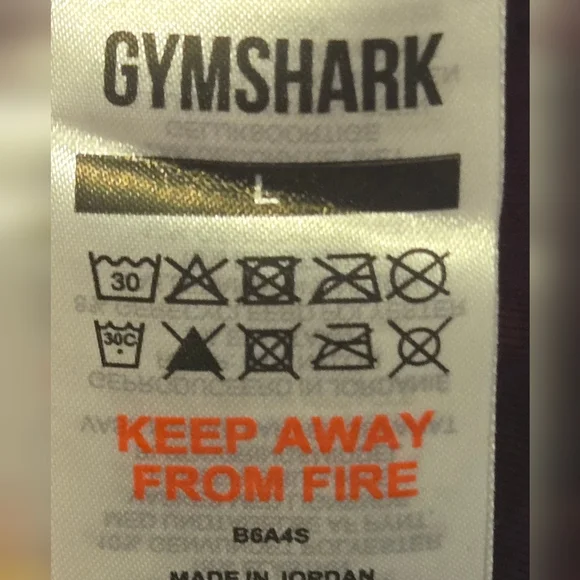 GYMSHARK
L
30
30C
KEEP AWAY
FROM FIRE
B6A4S
MADE IN JORDAN